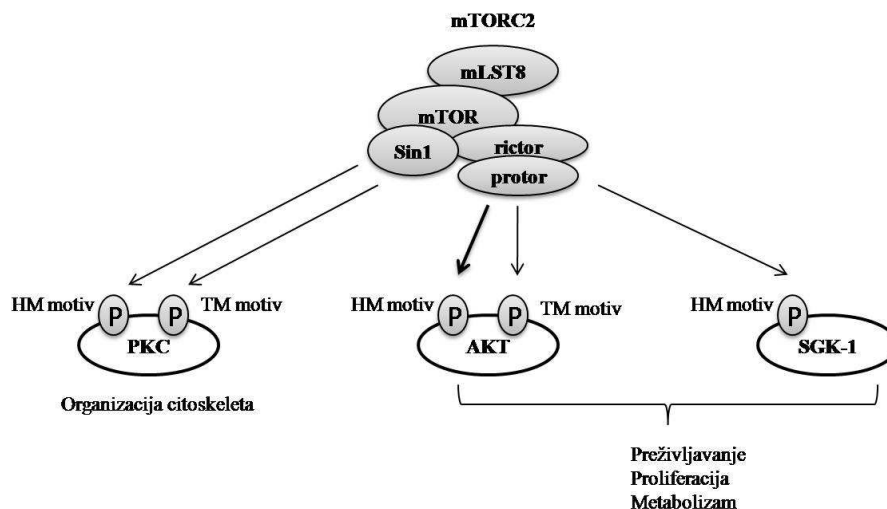 mTORC2
mLST8
mTOR
Sin1
rictor
protor
HM motiv
P
P
TM motiv
PKC
HM motiv
P
P
TM motiv
AKT
HM motiv
P
SGK-1
Organizacija citoskeleta
Preživljavanje
Proliferacija
Metabolizam